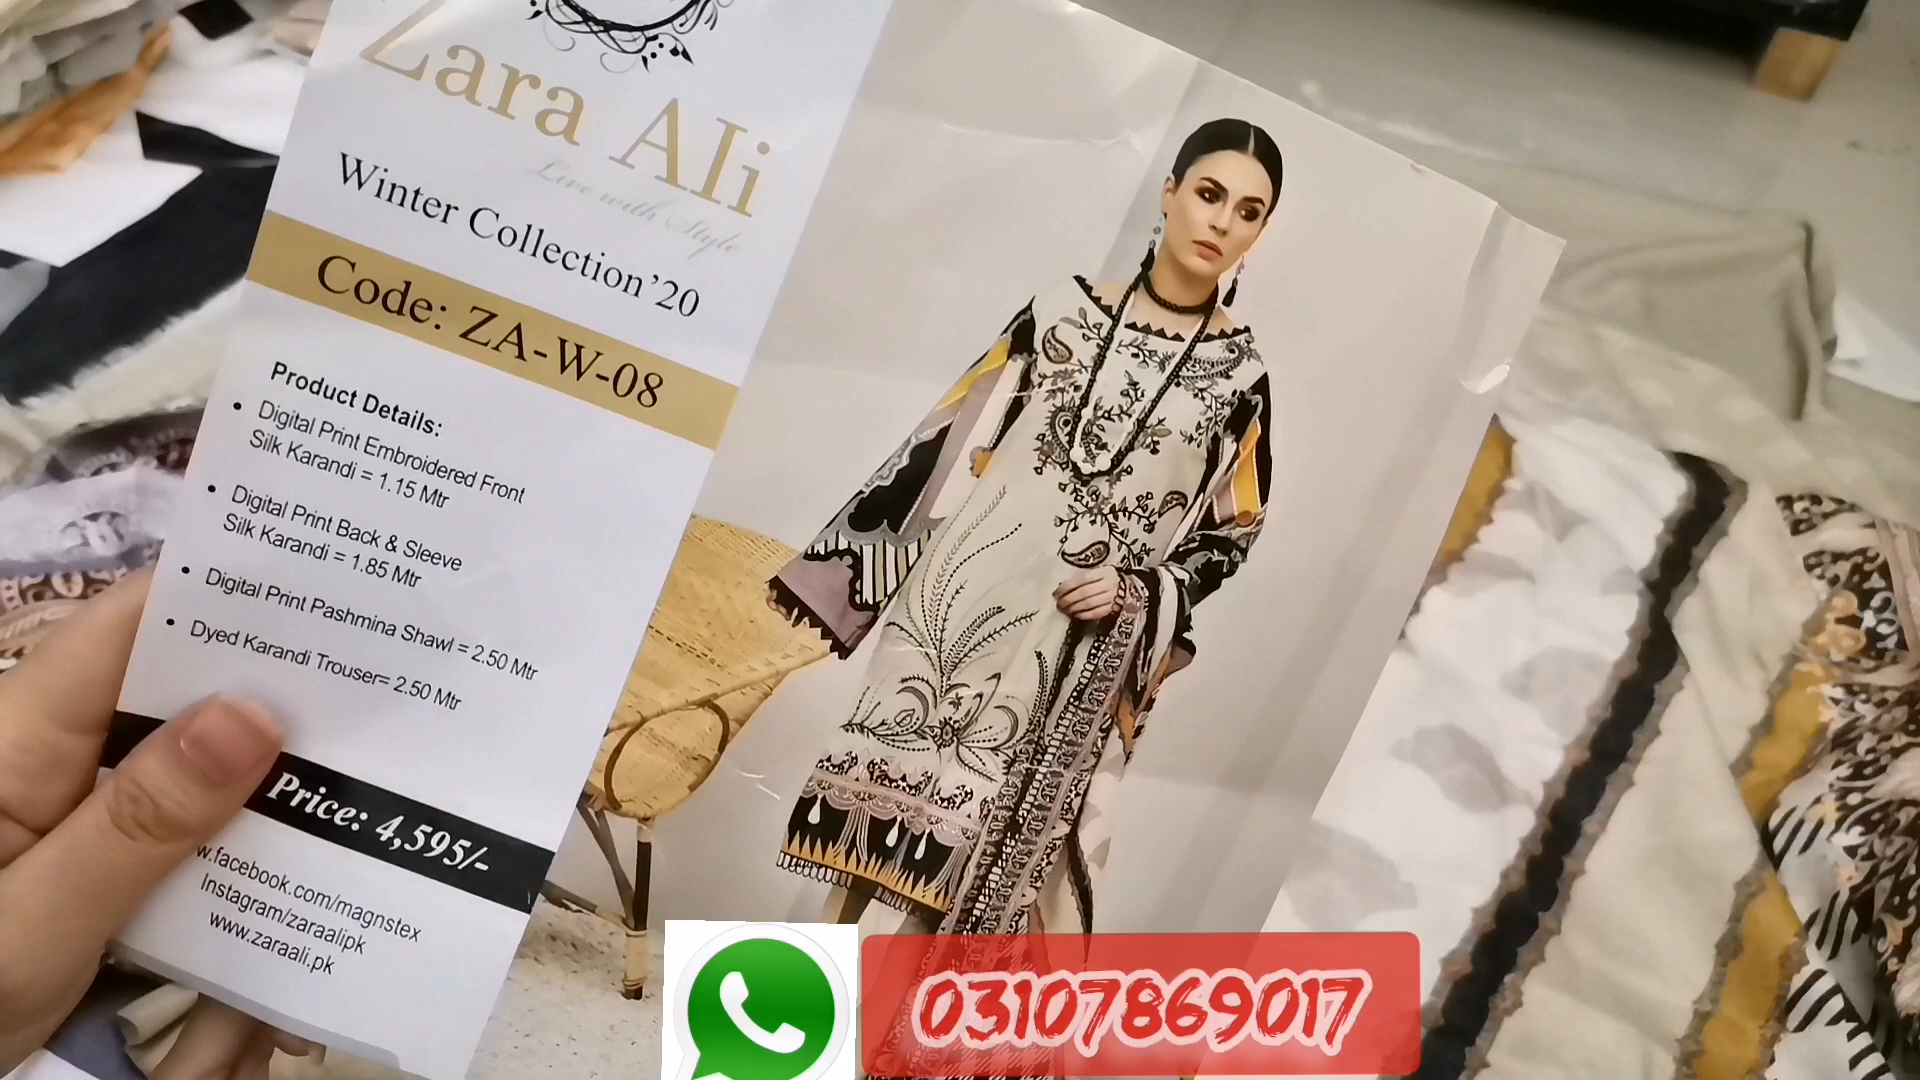 Zara Ali
Live with Style
Winter Collection'20
Code: ZA-W-08
Product Details:
• Digital Print Embroidered Front
Silk Karandi = 1.15 Mtr
• Digital Print Back & Sleeve
Silk Karandi = 1.85 Mtr
• Digital Print Pashmina Shawl = 2.50 Mtr
• Dyed Karandi Trouser= 2.50 Mtr
Price: 4,595/-
w.facebook.com/magnstex
Instagram/zaraalipk
www.zaraali.pk
03107869017